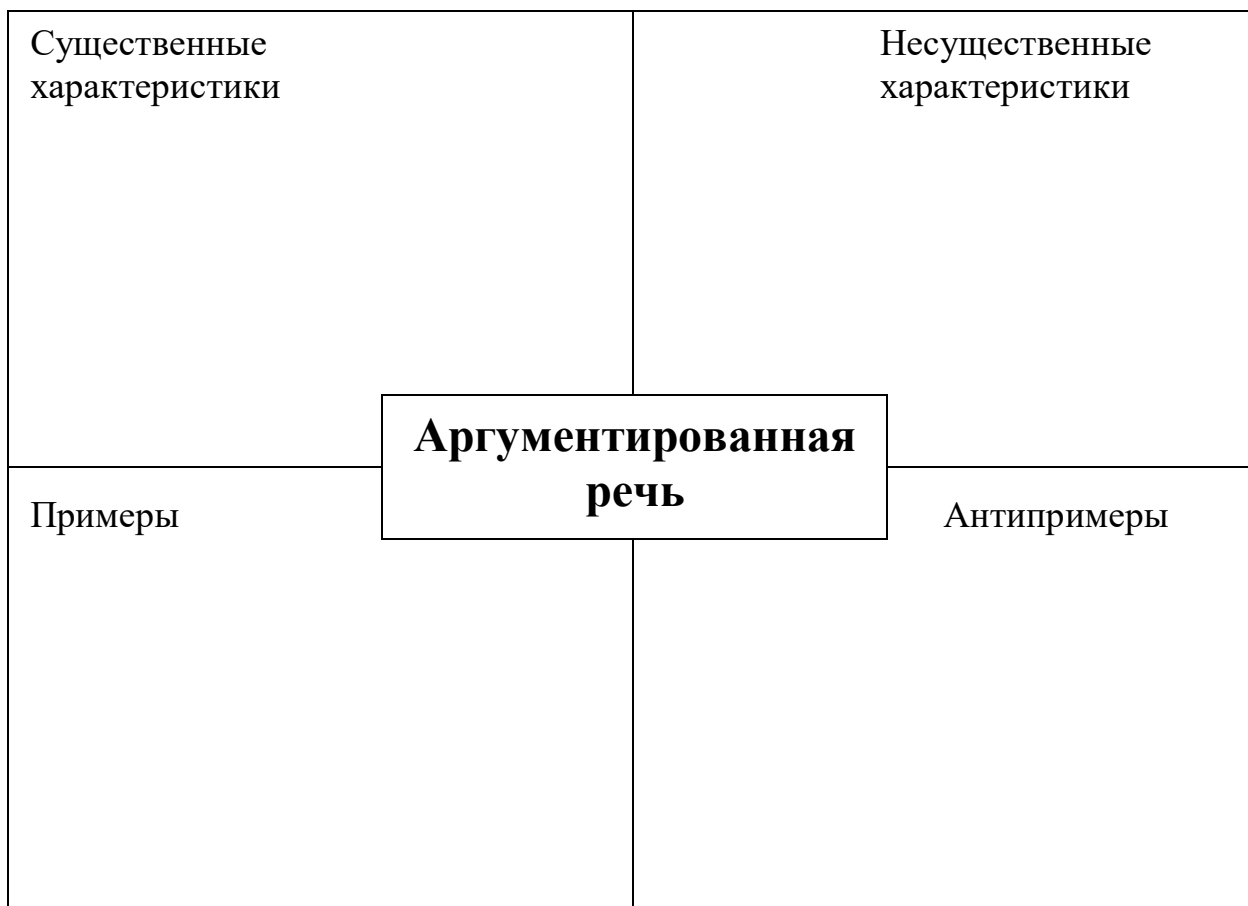 Существенные
характеристики
Несущественные
характеристики
Аргументированная
речь
Примеры
Антипримеры